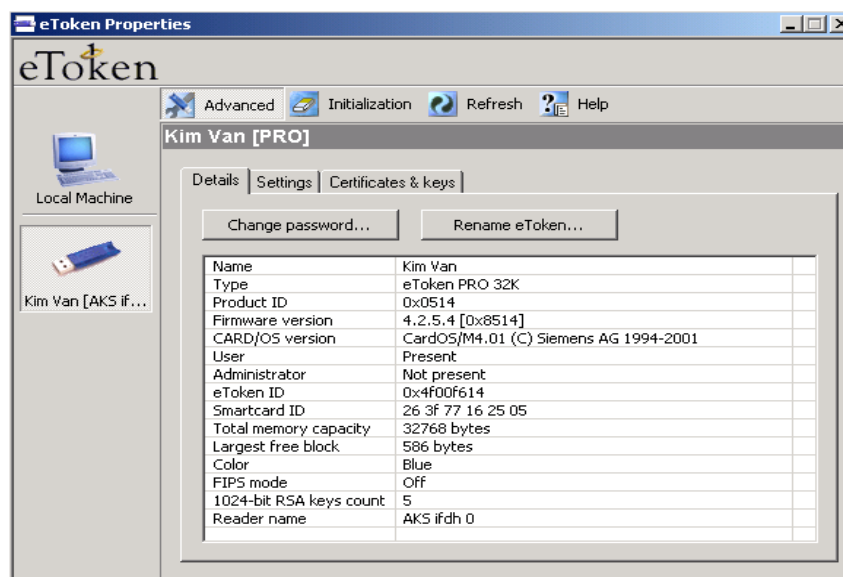 eToken Properties
eToken
Advanced Initialization Refresh Help
Kim Van [PRO]
Local Machine
Kim Van [AKS if...
Details Settings Certificates & keys
Change password... Rename eToken...
Name Kim Van
Type eToken PRO 32K
Product ID 0x0514
Firmware version 4.2.5.4 [0x8514]
CARD/OS version CardOS/M4.01 (C) Siemens AG 1994-2001
User Present
Administrator Not present
eToken ID 0x4f00f614
Smartcard ID 26 3f 77 16 25 05
Total memory capacity 32768 bytes
Largest free block 586 bytes
Color Blue
FIPS mode Off
1024-bit RSA keys count 5
Reader name AKS ifdh 0